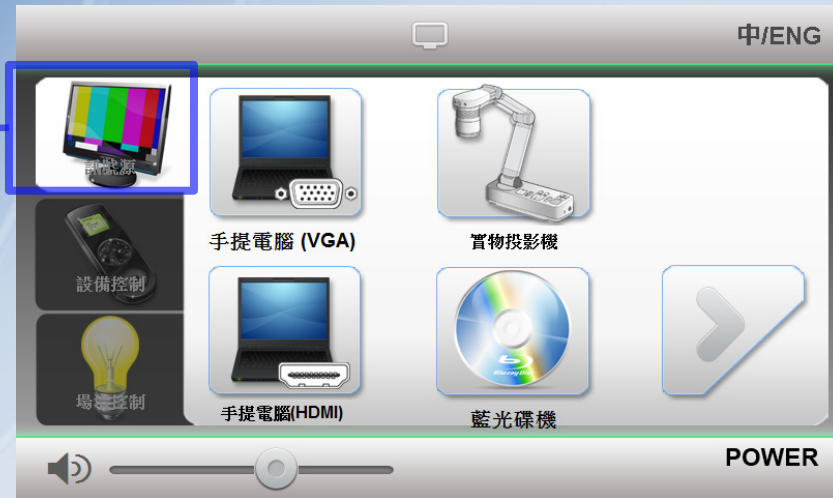 中/ENG
訊號源
手提電腦 (VGA)
實物投影機
設備控制
手提電腦(HDMI)
藍光碟機
場控制
POWER